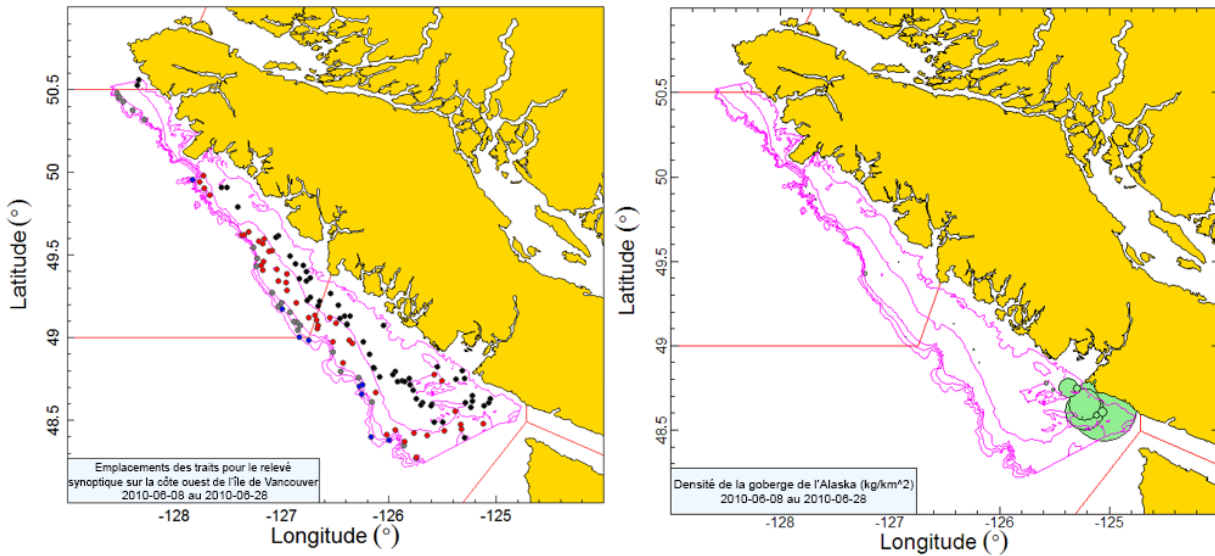 50.5
50
49.5
49
48.5
Latitude (°)
Emplacements des traits pour le relevé
synoptique sur la côte ouest de l'île de Vancouver
2010-06-08 au 2010-06-28
-128
-127
-126
-125
Longitude (°)
50.5
50
49.5
49
48.5
Latitude (°)
Densité de la goberge de l'Alaska (kg/km^2)
2010-06-08 au 2010-06-28
-128
-127
-126
-125
Longitude (°)